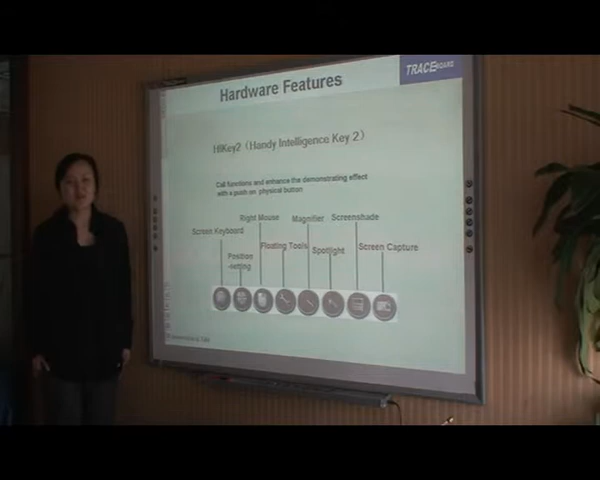 TRACEBOARD
Hardware Features
HiKey2（Handy Intelligence Key 2）
Call functions and enhance the demonstrating effect
with a push on physical button
Right Mouse
Magnifier
Screenshade
Screen Keyboard
Floating Tools
Spotlight
Screen Capture
Position
-setting